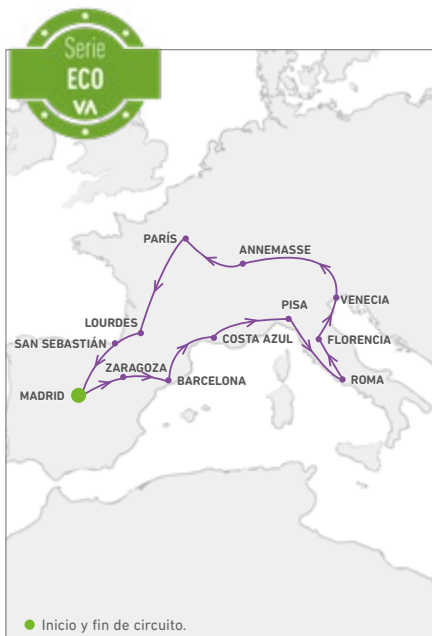 Serie
ECO
VA
PARÍS
ANNEMASSE
PISA
VENECIA
LOURDES
SAN SEBASTIÁN
COSTA AZUL
FLORENCIA
ZARAGOZA
BARCELONA
ROMA
MADRID
Inicio y fin de circuito.